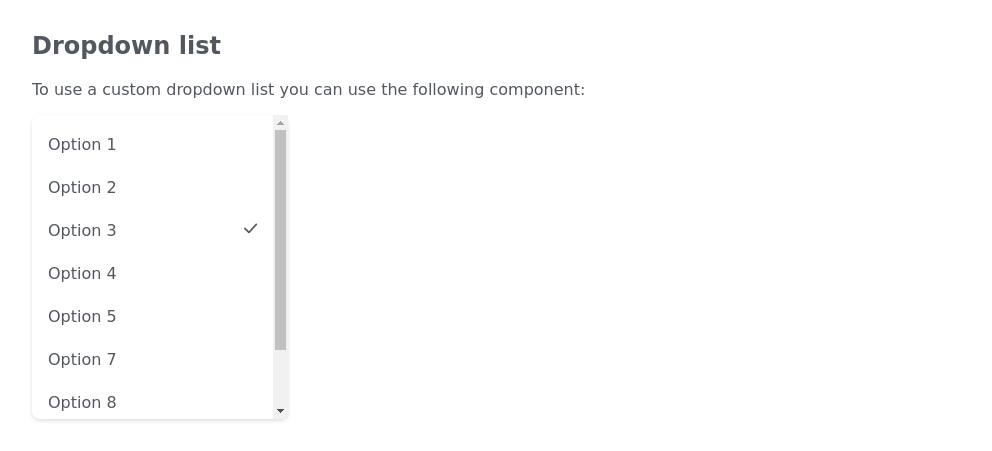 Dropdown list
To use a custom dropdown list you can use the following component:
Option 1
Option 2
Option 3
Option 4
Option 5
Option 7
Option 8